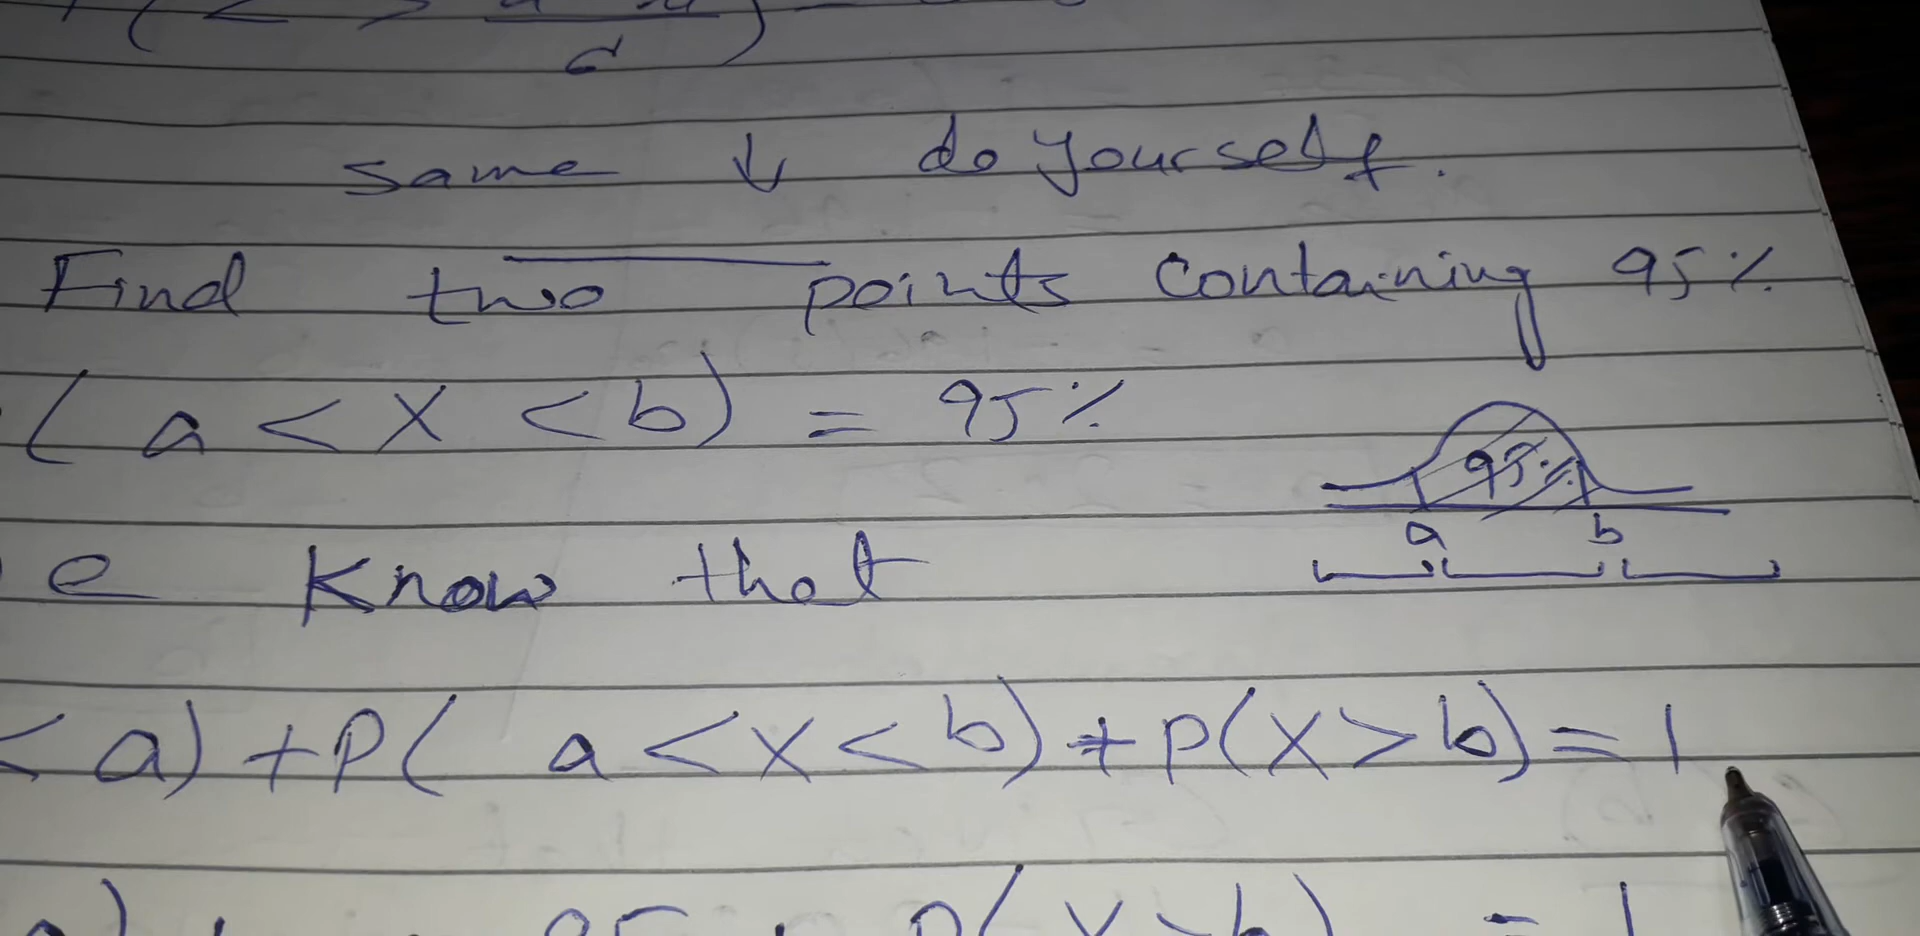 same ↓ do yourself.
Find two points containing 95%
( a < X < b) = 95%
95%
a b
e know that
< a) + P( a < X < b) + P(X > b) = 1